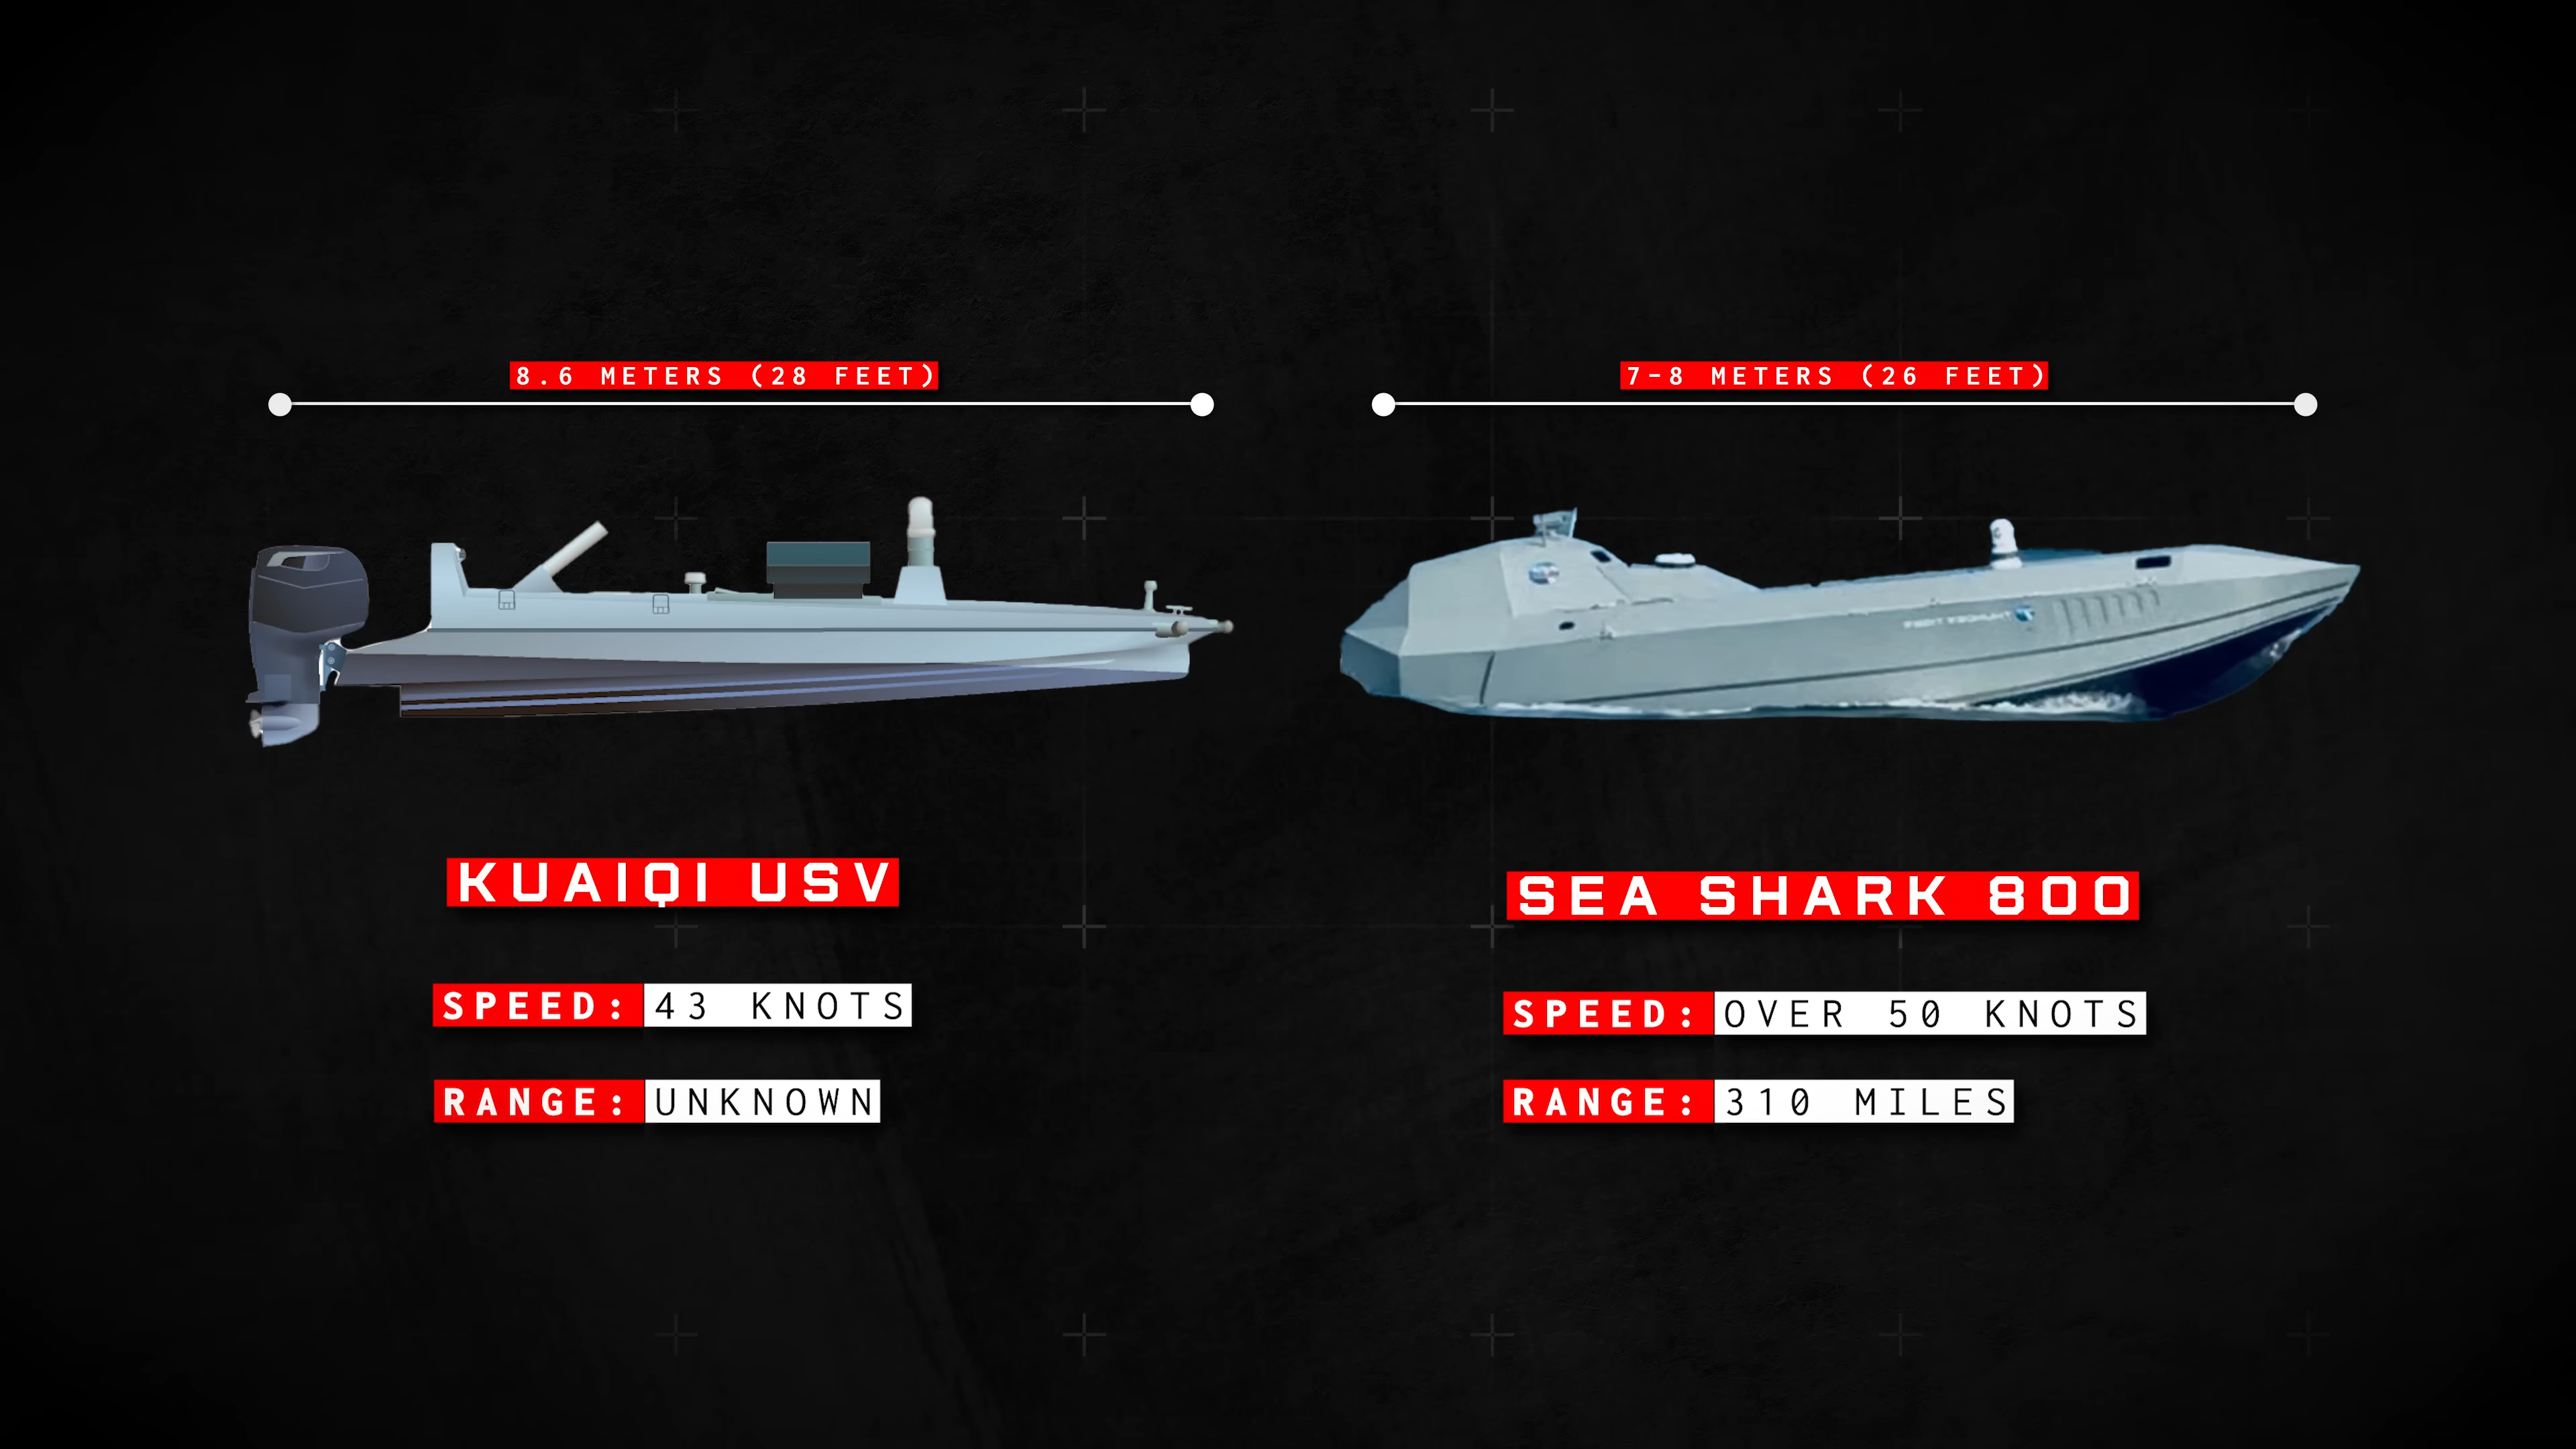 8.6 METERS (28 FEET)
KUAIQI USV
SPEED: 43 KNOTS
RANGE: UNKNOWN
7-8 METERS (26 FEET)
SEA SHARK 800
SPEED: OVER 50 KNOTS
RANGE: 310 MILES